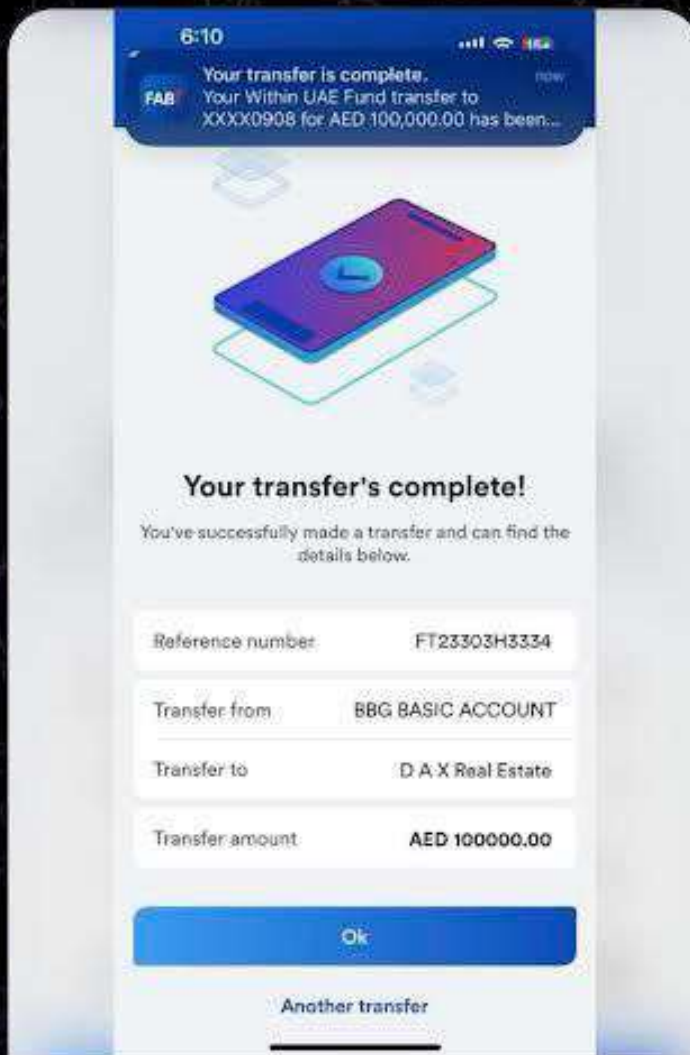 6:10
Your transfer is complete.
now
FAB
Your Within UAE Fund transfer to
XXXX0908 for AED 100,000.00 has been...
Your transfer's complete!
You've successfully made a transfer and can find the
details below.
Reference number FT23303H3334
Transfer from BBG BASIC ACCOUNT
Transfer to D A X Real Estate
Transfer amount AED 100000.00
Ok
Another transfer